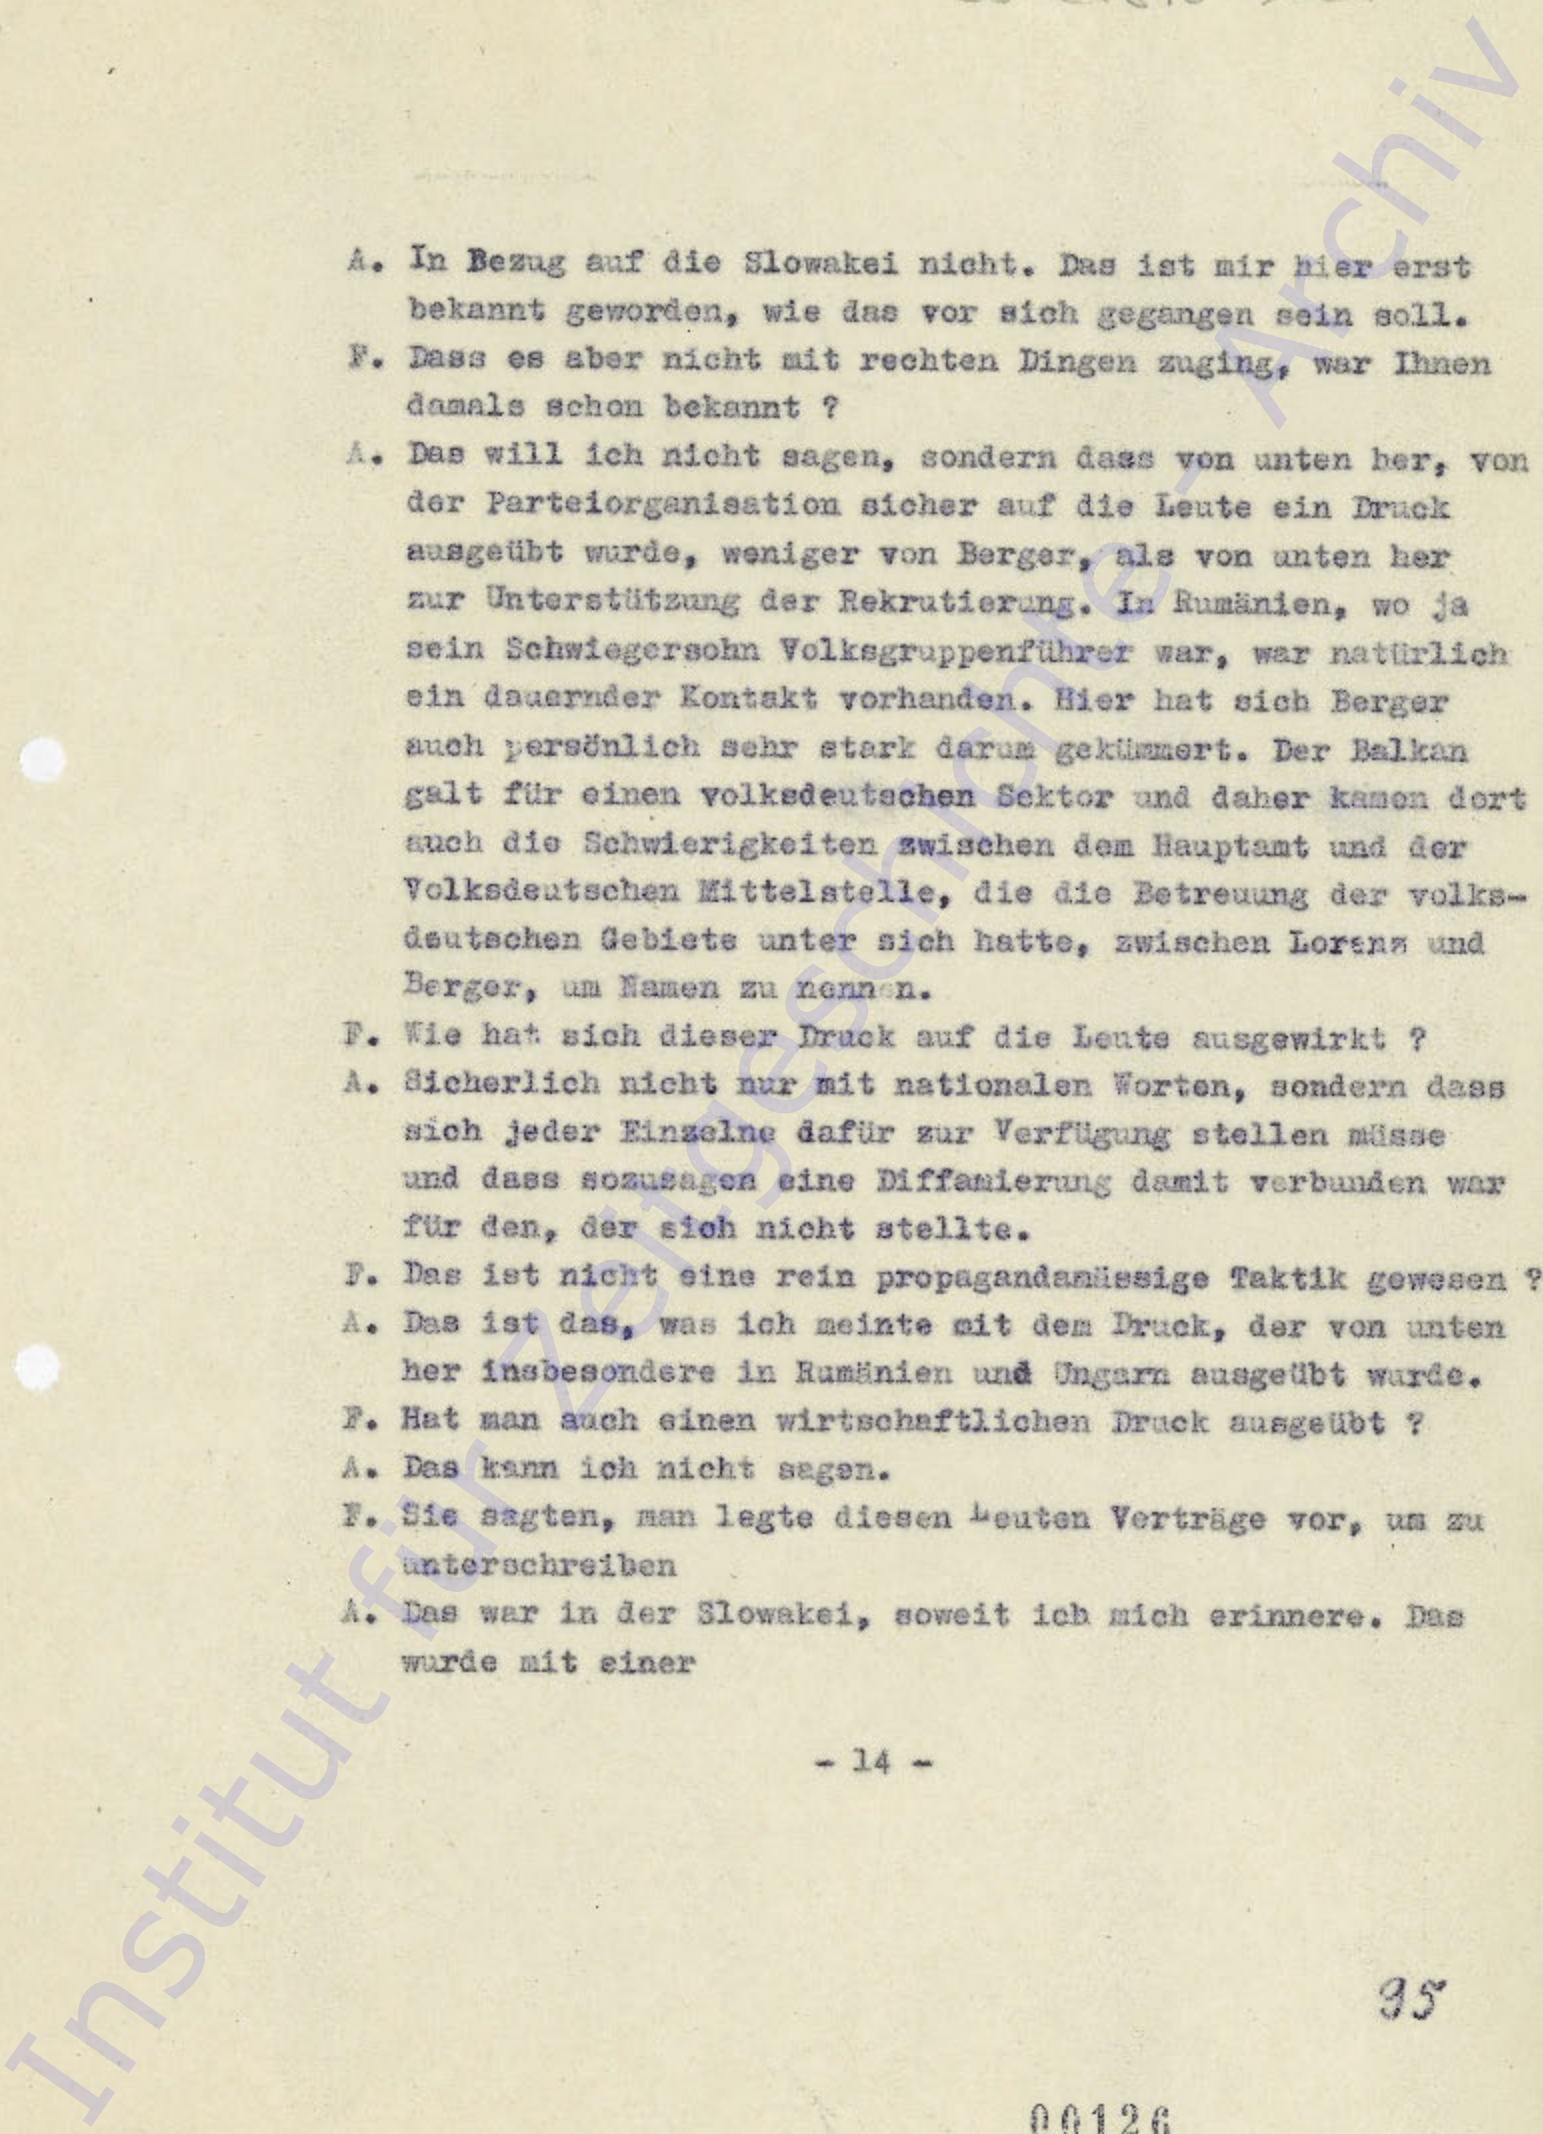 A. In Bezug auf die Slowakei nicht. Das ist mir hier erst
bekannt geworden, wie das vor sich gegangen sein soll.
F. Dass es aber nicht mit rechten Dingen zuging, war Ihnen
damals schon bekannt ?
A. Das will ich nicht sagen, sondern dass von unten her, von
der Parteiorganisation sicher auf die Leute ein Druck
ausgeübt wurde, weniger von Berger, als von unten her
zur Unterstützung der Rekrutierung. In Rumänien, wo ja
sein Schwiegersohn Volksgruppenführer war, war natürlich
ein dauernder Kontakt vorhanden. Hier hat sich Berger
auch persönlich sehr stark darum gekümmert. Der Balkan
galt für einen volksdeutschen Sektor und daher kamen dort
auch die Schwierigkeiten zwischen dem Hauptamt und der
Volksdeutschen Mittelstelle, die die Betreuung der volks-
deutschen Gebiete unter sich hatte, zwischen Lorenz und
Berger, um Namen zu nennen.
F. Wie hat sich dieser Druck auf die Leute ausgewirkt ?
A. Sicherlich nicht nur mit nationalen Worten, sondern dass
sich jeder Einzelne dafür zur Verfügung stellen müsse
und dass sozusagen eine Diffamierung damit verbunden war
für den, der sich nicht stellte.
F. Das ist nicht eine rein propagandamässige Taktik gewesen ?
A. Das ist das, was ich meinte mit dem Druck, der von unten
her insbesondere in Rumänien und Ungarn ausgeübt wurde.
F. Hat man auch einen wirtschaftlichen Druck ausgeübt ?
A. Das kann ich nicht sagen.
F. Sie sagten, man legte diesen Leuten Verträge vor, um zu
unterschreiben
A. Das war in der Slowakei, soweit ich mich erinnere. Das
wurde mit einer
- 14 -
95
00126
Institut für Zeitgeschichte - Archiv